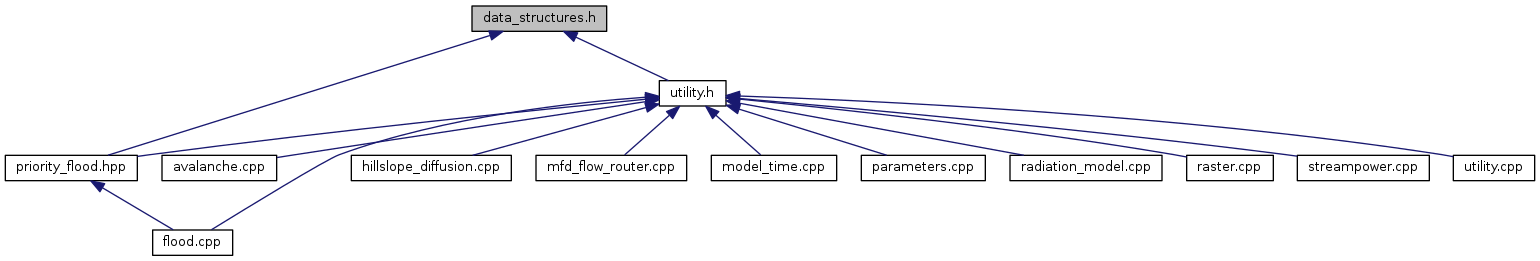 data_structures.h
utility.h
priority_flood.hpp
avalanche.cpp
hillslope_diffusion.cpp
mfd_flow_router.cpp
model_time.cpp
parameters.cpp
radiation_model.cpp
raster.cpp
streampower.cpp
utility.cpp
flood.cpp